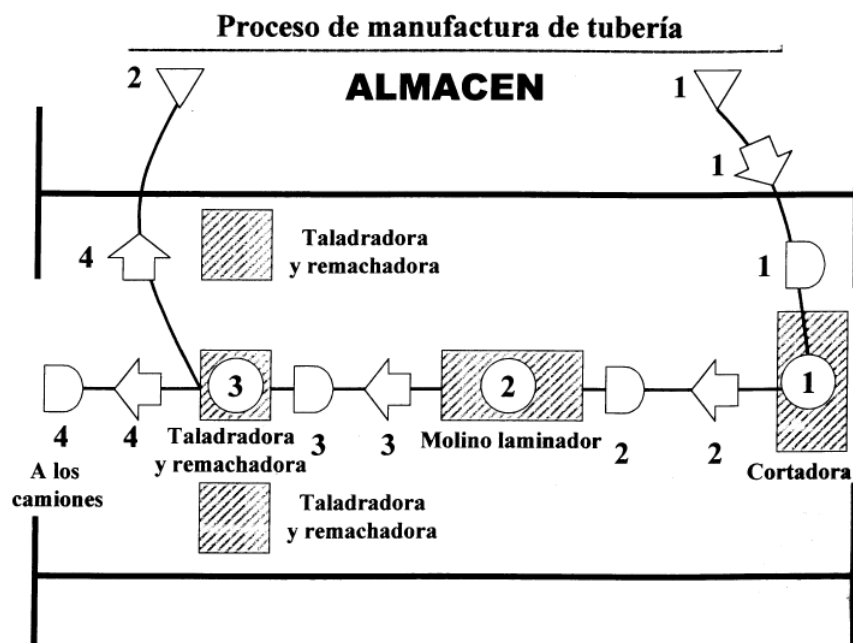 Proceso de manufactura de tubería
ALMACEN
2
1
1
4
Taladradora
y remachadora
1
3
2
1
4
4
Taladradora
y remachadora
3
3
Molino laminador
2
2
Cortadora
A los
camiones
Taladradora
y remachadora